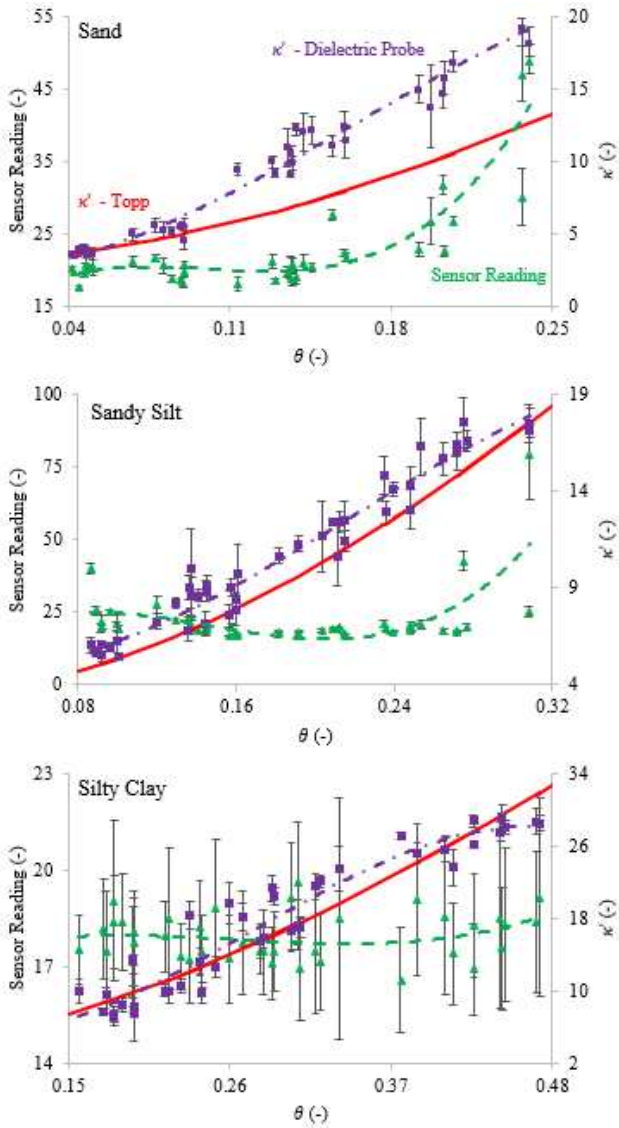 Sand
κ' - Dielectric Probe
κ' - Topp
Sensor Reading
Sensor Reading (-)
55
45
35
25
15
20
15
10
5
0
κ' (-)
0.04
0.11
0.18
0.25
θ (-)
Sandy Silt
Sensor Reading (-)
100
75
50
25
0
19
14
9
4
κ' (-)
0.08
0.16
0.24
0.32
θ (-)
Silty Clay
Sensor Reading (-)
23
20
17
14
34
26
18
10
2
κ' (-)
0.15
0.26
0.37
0.48
θ (-)